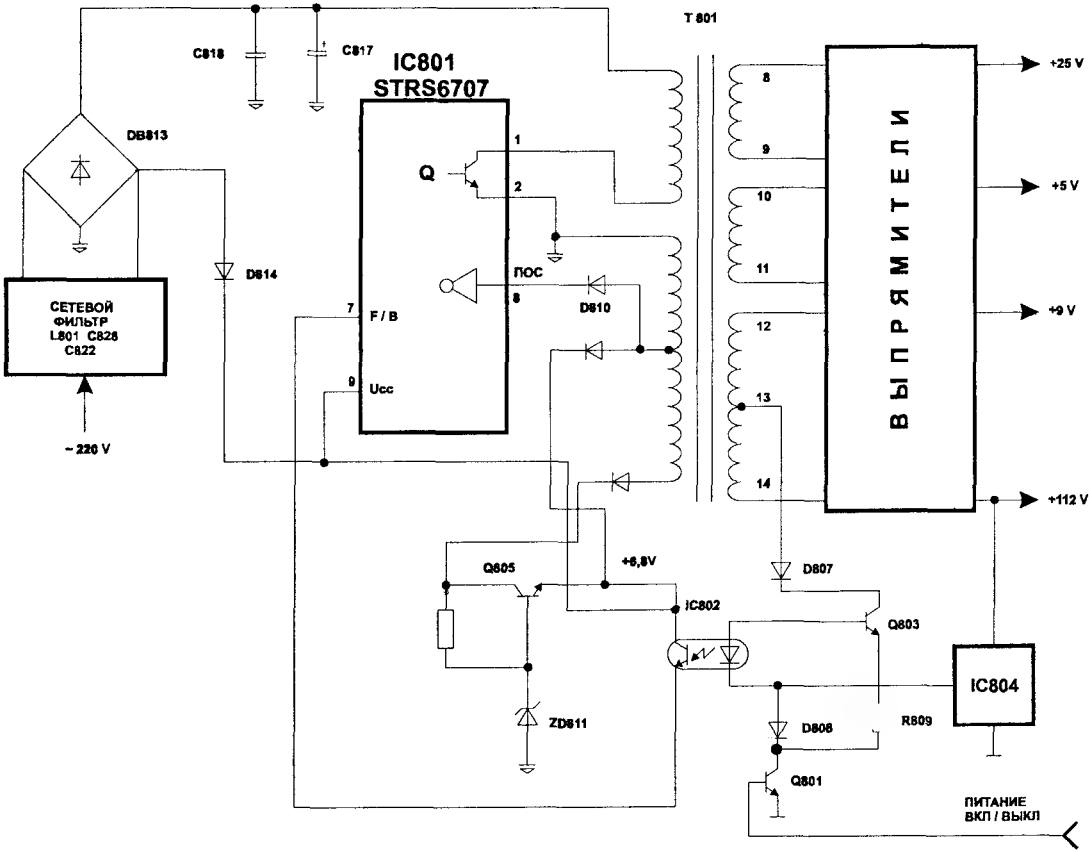 T 801
C818
C817
IC801
STRS6707
8
+25 V
DB813
1
Q
2
9
10
+5 V
11
D814
ПОС
8
D810
СЕТЕВОЙ
ФИЛЬТР
L801 C828
C822
7
F / B
12
+9 V
9
Ucc
13
ВЫПРЯМИТЕЛИ
~ 220 V
14
+112 V
Q805
+6,8V
D807
IC802
Q803
IC804
ZD811
D808
R809
Q801
ПИТАНИЕ
ВКЛ / ВЫКЛ